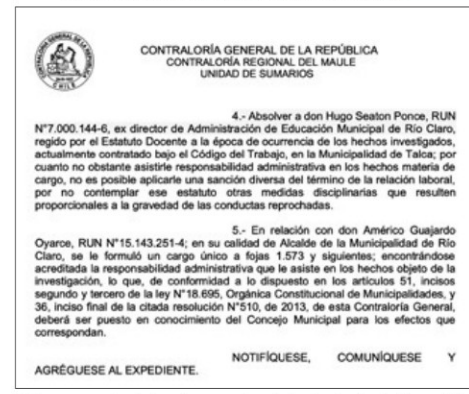 CONTRALORÍA GENERAL DE LA REPÚBLICA
CONTRALORÍA REGIONAL DEL MAULE
UNIDAD DE SUMARIOS
4.- Absolver a don Hugo Seaton Ponce, RUN
N°7.000.144-6, ex director de Administración de Educación Municipal de Río Claro,
regido por el Estatuto Docente a la época de ocurrencia de los hechos investigados,
actualmente contratado bajo el Código del Trabajo, en la Municipalidad de Talca; por
cuanto no obstante asistirle responsabilidad administrativa en los hechos materia de
cargo, no es posible aplicarle una sanción diversa del término de la relación laboral,
por no contemplar ese estatuto otras medidas disciplinarias que resulten
proporcionales a la gravedad de las conductas reprochadas.
5.- En relación con don Américo Guajardo
Oyarce, RUN N°15.143.251-4; en su calidad de Alcalde de la Municipalidad de Río
Claro, se le formuló un cargo único a fojas 1.573 y siguientes; encontrándose
acreditada la responsabilidad administrativa que le asiste en los hechos objeto de la
investigación, lo que, de conformidad a lo dispuesto en los artículos 51, incisos
segundo y tercero de la ley N°18.695, Orgánica Constitucional de Municipalidades, y
36, inciso final de la citada resolución N°510, de 2013, de esta Contraloría General,
deberá ser puesto en conocimiento del Concejo Municipal para los efectos que
correspondan.
NOTIFÍQUESE, COMUNÍQUESE Y
AGRÉGUESE AL EXPEDIENTE.